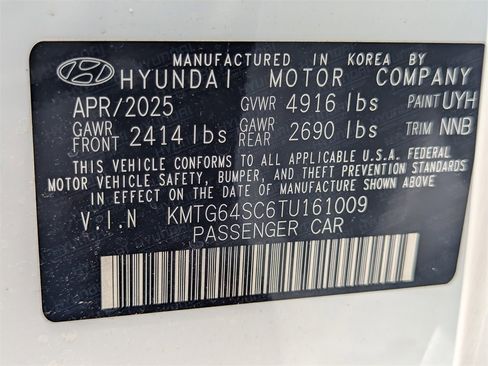 MANUFACTURED IN KOREA BY
HYUNDAI MOTOR COMPANY
APR/2025 GVWR 4916 lbs PAINT UYH
GAWR FRONT 2414 lbs GAWR REAR 2690 lbs TRIM NNB
THIS VEHICLE CONFORMS TO ALL APPLICABLE U.S.A. FEDERAL
MOTOR VEHICLE SAFETY, BUMPER, AND THEFT PREVENTION STANDARDS
IN EFFECT ON THE DATE OF MANUFACTURE SHOWN ABOVE.
V.I.N KMTG64SC6TU161009
PASSENGER CAR